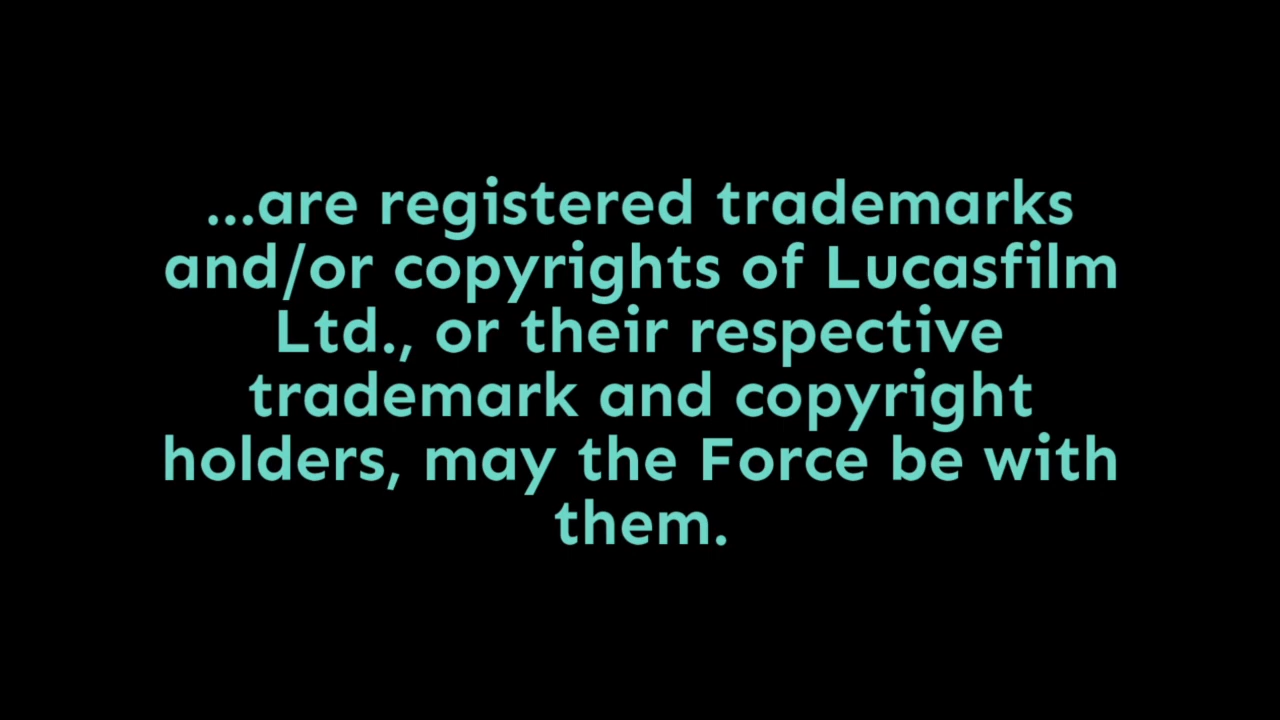 ...are registered trademarks
and/or copyrights of Lucasfilm
Ltd., or their respective
trademark and copyright
holders, may the Force be with
them.